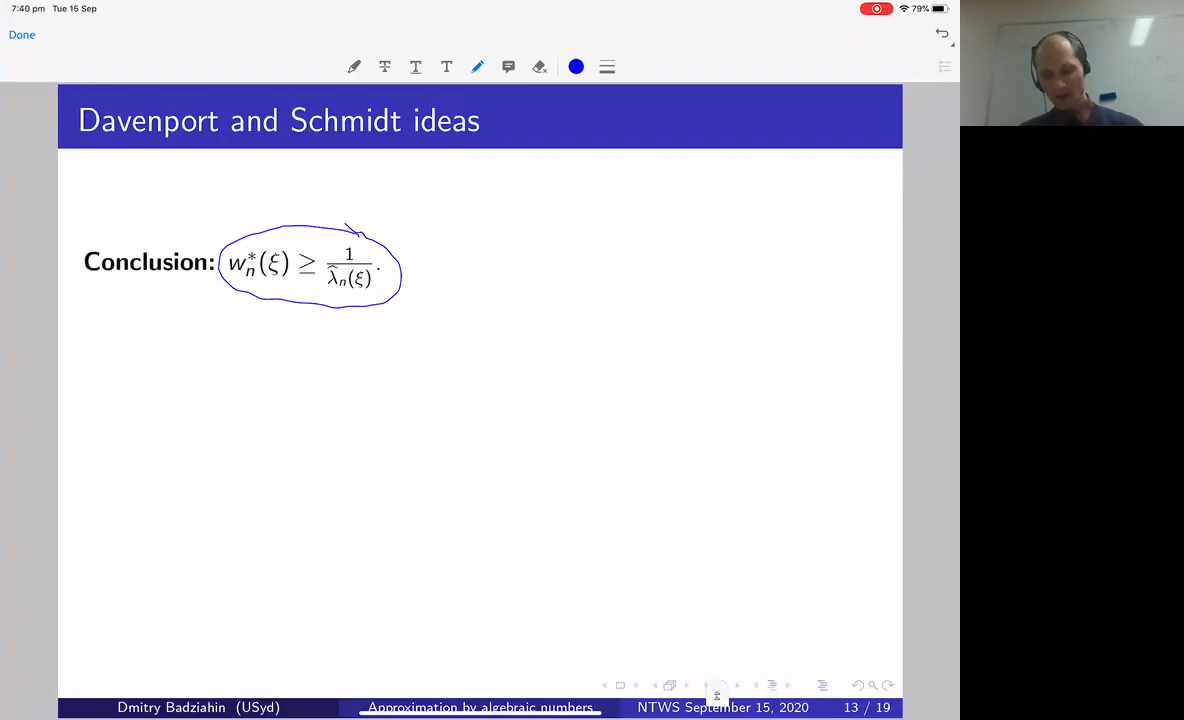 7:40 pm Tue 15 Sep
79%
Done
T T T
Davenport and Schmidt ideas
Conclusion: w*ₙ(ξ) ≥ 1/λ̂ₙ(ξ).
44
Dmitry Badziahin (USyd) Approximation by algebraic numbers NTWS September 15, 2020 13 / 19